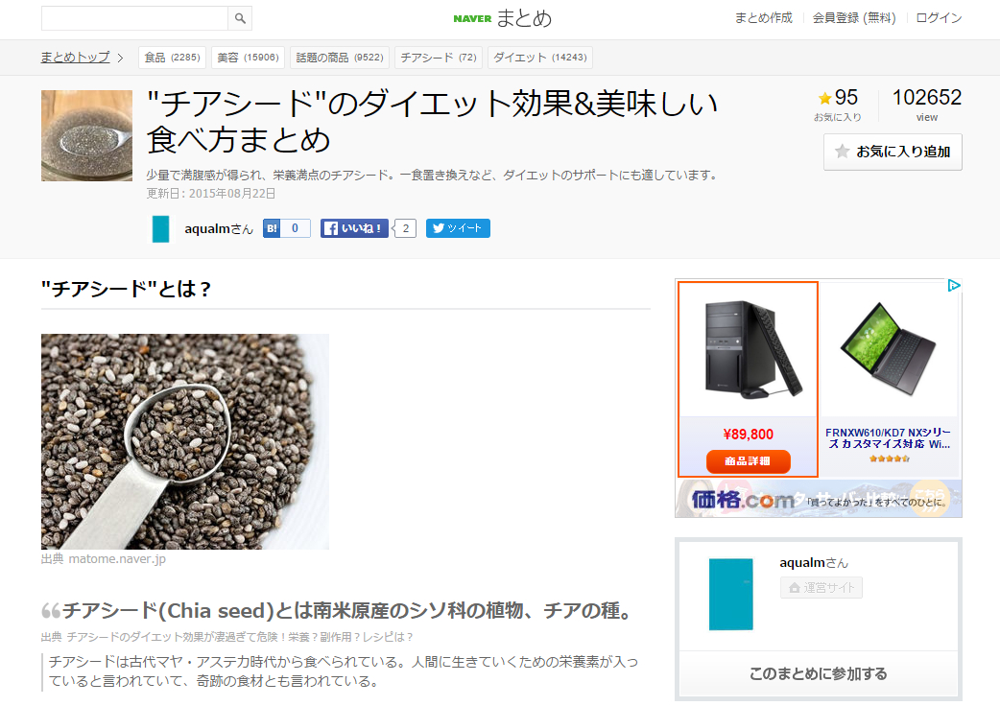 NAVER まとめ
まとめ作成
会員登録 (無料)
ログイン
まとめトップ
食品 (2285)
美容 (15906)
話題の商品 (9522)
チアシード (72)
ダイエット (14243)
"チアシード"のダイエット効果&美味しい
食べ方まとめ
少量で満腹感が得られ、栄養満点のチアシード。一食置き換えなど、ダイエットのサポートにも適しています。
更新日: 2015年08月22日
aqualmさん
B! 0
いいね！ 2
ツイート
95
お気に入り
102652
view
お気に入り追加
"チアシード"とは？
出典 matome.naver.jp
チアシード(Chia seed)とは南米原産のシソ科の植物、チアの種。
出典 チアシードのダイエット効果が凄過ぎて危険！栄養？副作用？レシピは？
チアシードは古代マヤ・アステカ時代から食べられている。人間に生きていくための栄養素が入っ
ていると言われていて、奇跡の食材とも言われている。
¥89,800
商品詳細
FRNXW610/KD7 NXシリー
ズ カスタマイズ対応 Wi...
価格.com
「買ってよかった」をすべてのひとに。
aqualmさん
運営サイト
このまとめに参加する